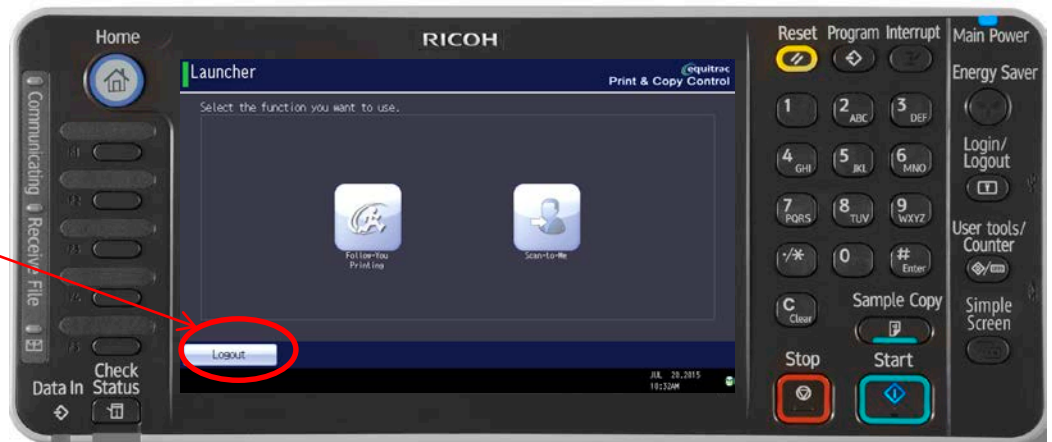 Home
RICOH
Reset Program Interrupt
Main Power
Launcher
equitrac
Print & Copy Control
Energy Saver
Communicating
Receive File
Select the function you want to use.
1
2 ABC
3 DEF
4 GHI
5 JKL
6 MNO
Login/
Logout
7 PQRS
8 TUV
9 WXYZ
User tools/
Counter
Follow-You
Printing
Scan-to-Me
·/*
0
#
Enter
C
Clear
Sample Copy
Simple
Screen
Logout
Stop
Start
Check
Data In Status
JUL 20.2015
10:32AM